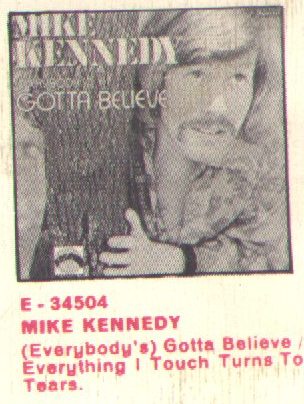 MIKE
KENNEDY
GOTTA BELIEVE
E - 34504
MIKE KENNEDY
(Everybody's) Gotta Believe /
Everything I Touch Turns To
Tears.